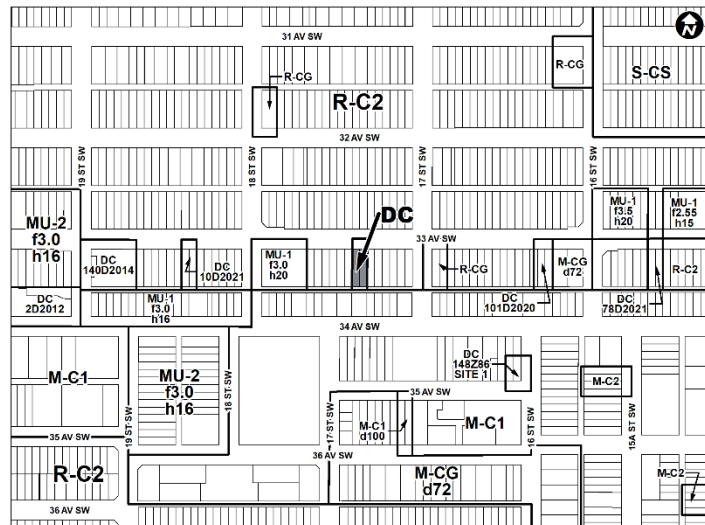 31 AV SW
N
R-CG
S-CS
R-CG
R-C2
32 AV SW
19 ST SW
18 ST SW
17 ST SW
16 ST SW
MU-2
f3.0
h16
MU-1
f3.5
h20
MU-1
f2.55
h15
DC
33 AV SW
DC
140D2014
DC
10D2021
MU-1
f3.0
h20
R-CG
M-CG
d72
R-C2
DC
2D2012
MU-1
f3.0
h16
DC
101D2020
DC
78D2021
34 AV SW
M-C1
MU-2
f3.0
h16
18 ST SW
DC
148Z86
SITE 1
M-C2
35 AV SW
19 ST SW
17 ST SW
M-C1
d100
M-C1
16 ST SW
15A ST SW
35 AV SW
36 AV SW
R-C2
M-CG
d72
M-C2
36 AV SW